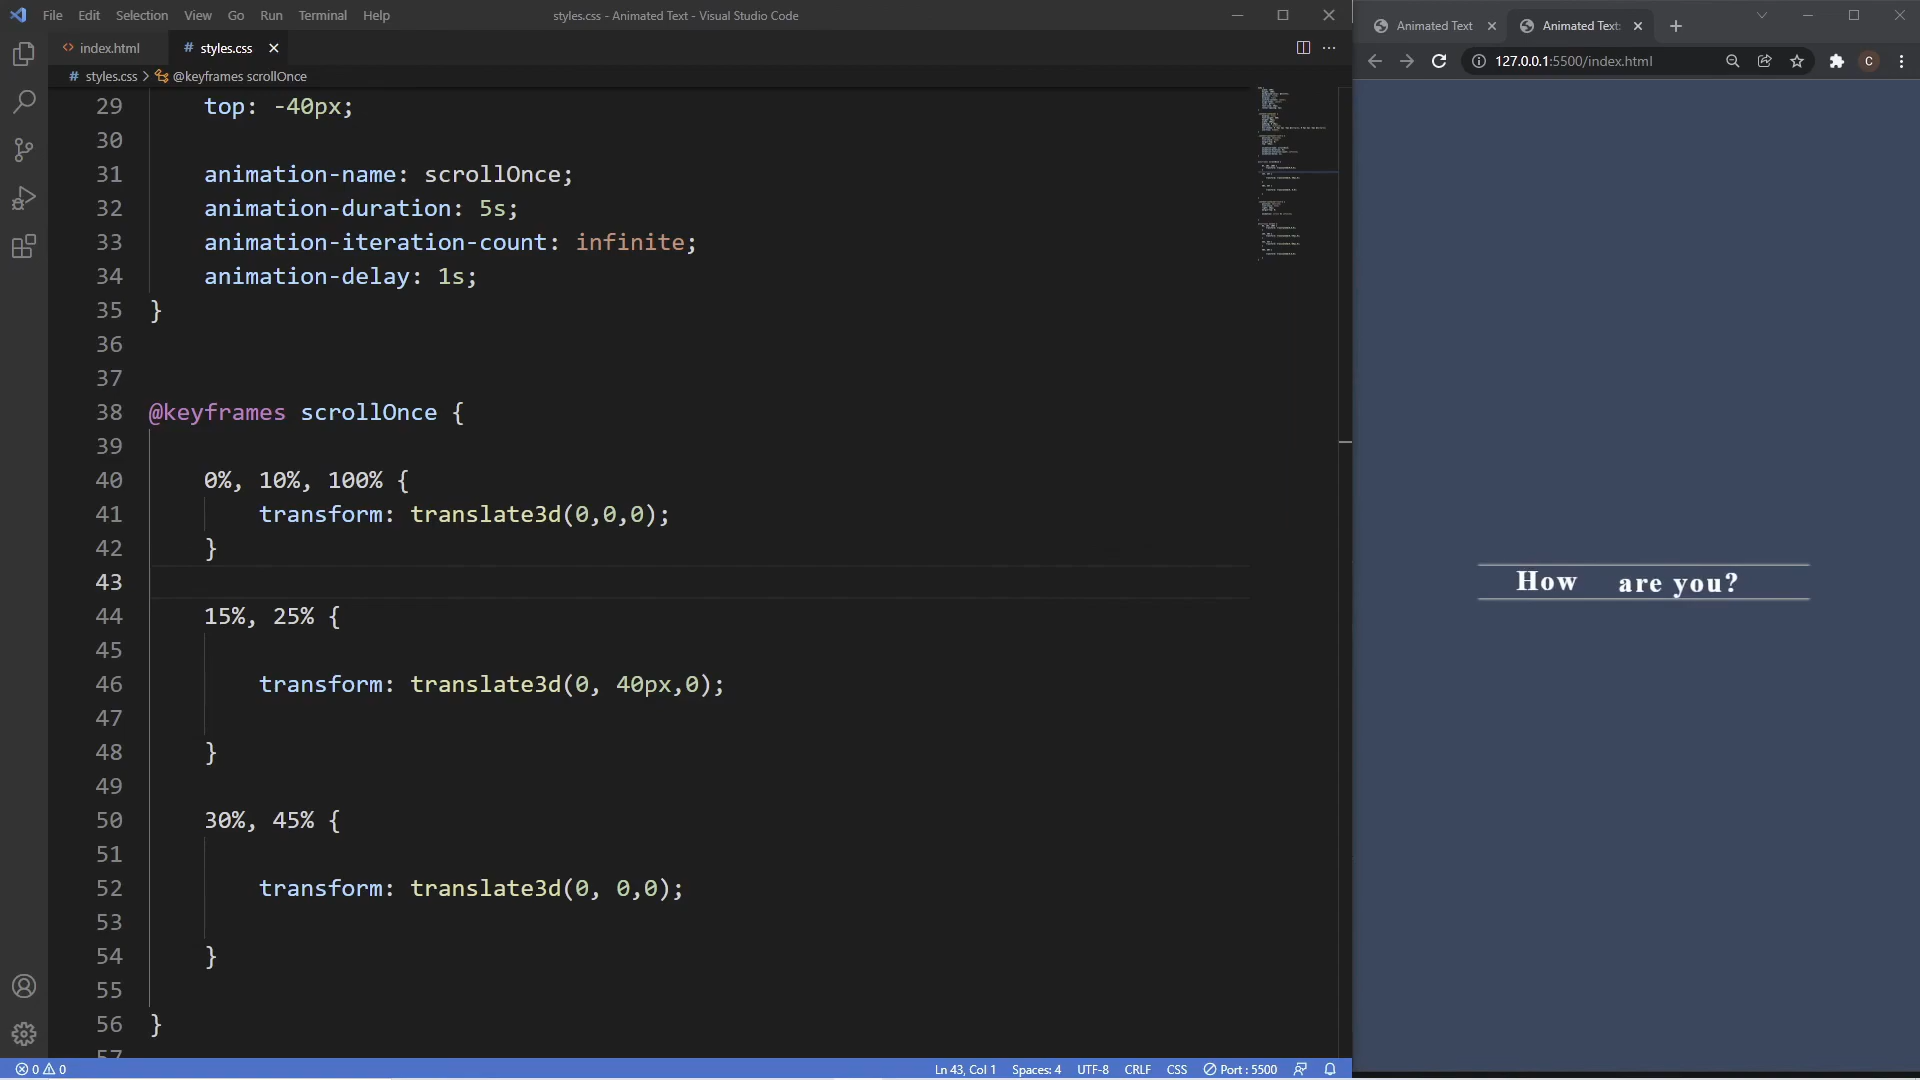 File Edit Selection View Go Run Terminal Help
styles.css - Animated Text - Visual Studio Code
index.html
# styles.css
# styles.css > @keyframes scrollOnce
29 top: -40px;
30
31 animation-name: scrollOnce;
32 animation-duration: 5s;
33 animation-iteration-count: infinite;
34 animation-delay: 1s;
35 }
36
37
38 @keyframes scrollOnce {
39
40 0%, 10%, 100% {
41 transform: translate3d(0,0,0);
42 }
43
44 15%, 25% {
45
46 transform: translate3d(0, 40px,0);
47
48 }
49
50 30%, 45% {
51
52 transform: translate3d(0, 0,0);
53
54 }
55
56 }
57
0 0
Ln 43, Col 1 Spaces: 4 UTF-8 CRLF CSS Port : 5500
Animated Text
Animated Text
127.0.0.1:5500/index.html
C
How are you?